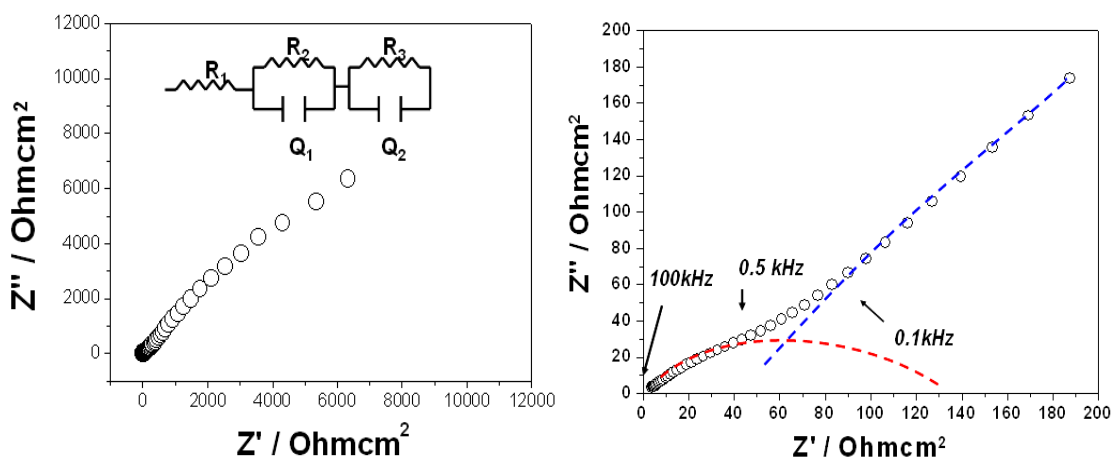 12000
10000
8000
6000
4000
2000
0
Z'' / Ohmcm²
R1
R2
R3
Q1
Q2
0 2000 4000 6000 8000 10000 12000
Z' / Ohmcm²
200
180
160
140
120
100
80
60
40
20
0
Z'' / Ohmcm²
100kHz
0.5 kHz
0.1kHz
0 20 40 60 80 100 120 140 160 180 200
Z' / Ohmcm²